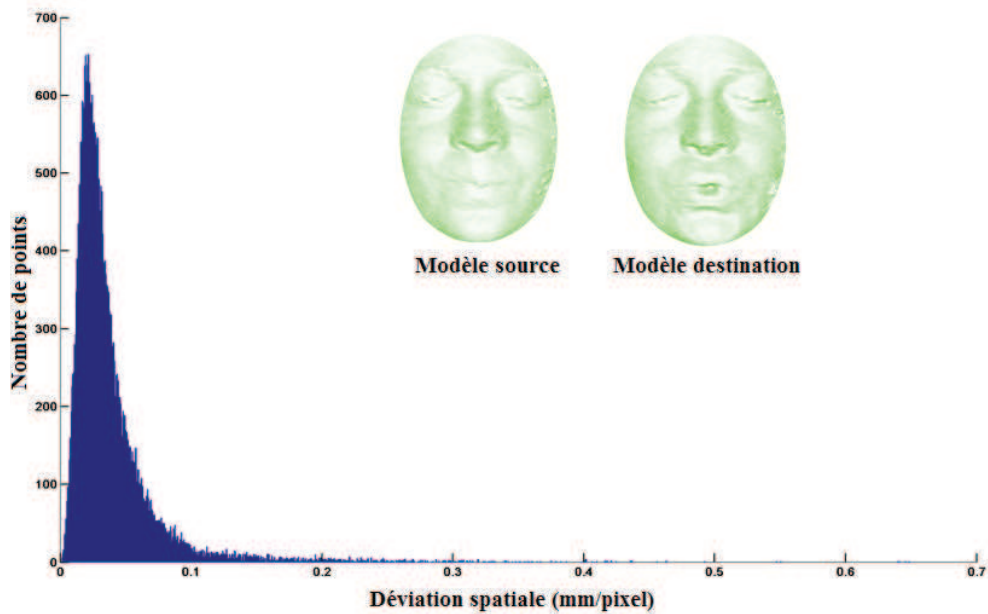 700
600
500
400
300
200
100
0
Nombre de points
Modèle source
Modèle destination
0 0.1 0.2 0.3 0.4 0.5 0.6 0.7
Déviation spatiale (mm/pixel)